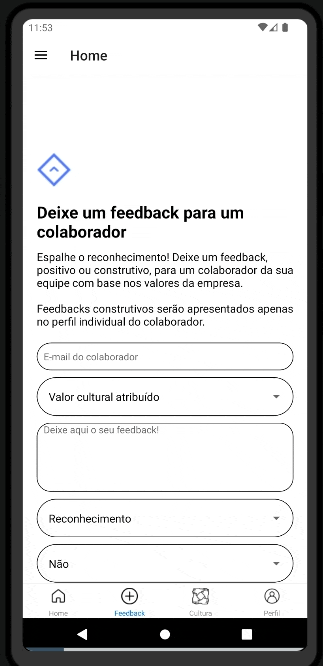 11:53
Home
Deixe um feedback para um
colaborador
Espalhe o reconhecimento! Deixe um feedback,
positivo ou construtivo, para um colaborador da sua
equipe com base nos valores da empresa.
Feedbacks construtivos serão apresentados apenas
no perfil individual do colaborador.
E-mail do colaborador
Valor cultural atribuído
Deixe aqui o seu feedback!
Reconhecimento
Não
Home Feedback Cultura Perfil